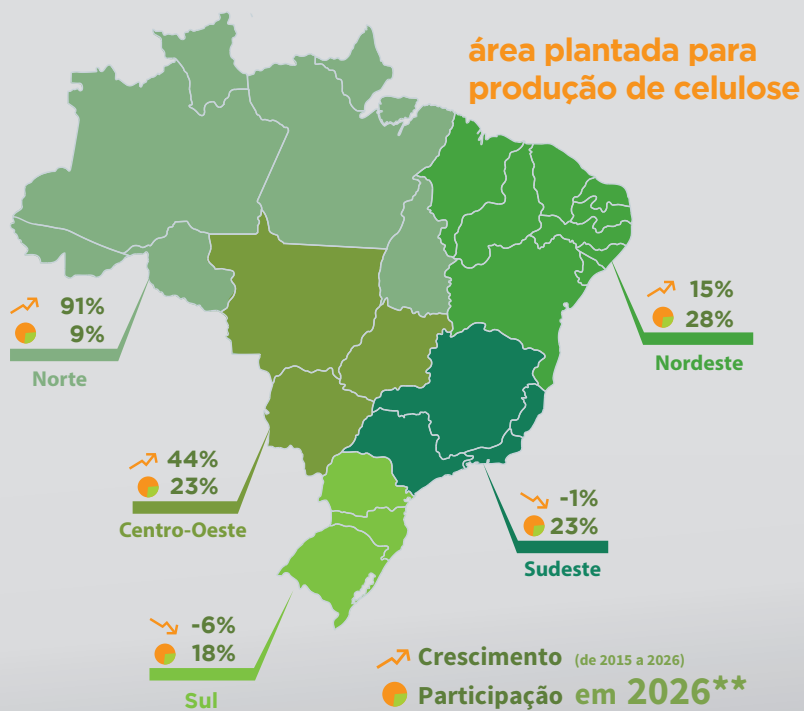 área plantada para
produção de celulose
91%
9%
Norte
15%
28%
Nordeste
44%
23%
Centro-Oeste
-1%
23%
Sudeste
-6%
18%
Sul
Crescimento (de 2015 a 2026)
Participação em 2026**